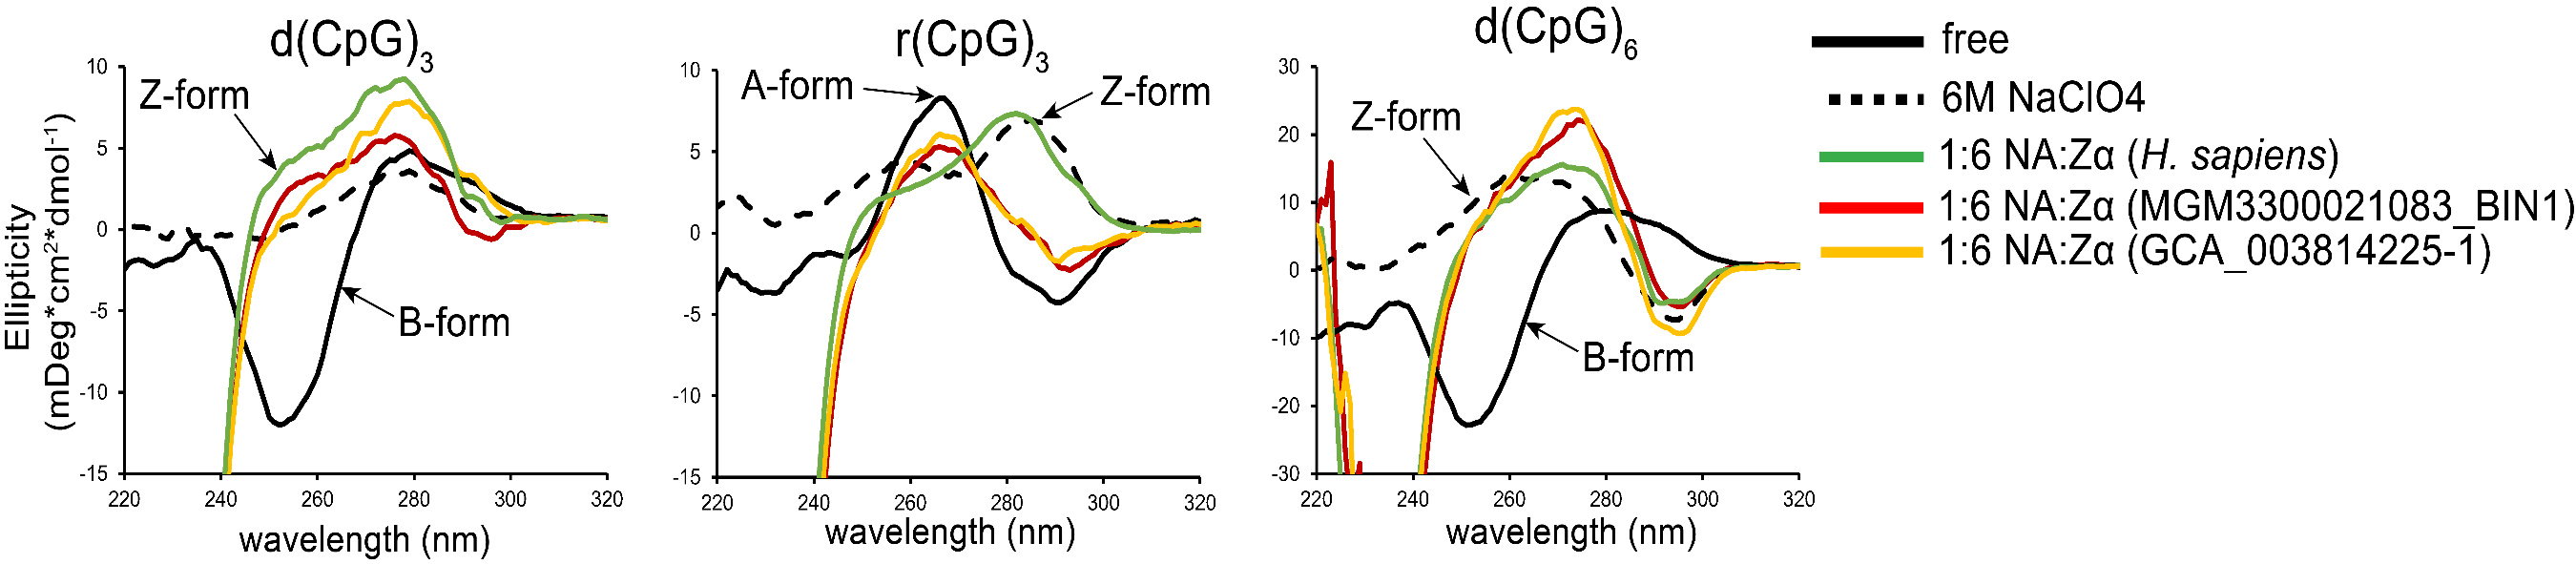 d(CpG)3
Ellipticity
(mDeg*cm2*dmol-1)
10
5
0
-5
-10
-15
Z-form
B-form
220
240
260
280
300
320
wavelength (nm)
r(CpG)3
10
5
0
-5
-10
-15
A-form
Z-form
220
240
260
280
300
320
wavelength (nm)
d(CpG)6
30
20
10
0
-10
-20
-30
Z-form
B-form
220
240
260
280
300
320
wavelength (nm)
free
6M NaClO4
1:6 NA:Zα (H. sapiens)
1:6 NA:Zα (MGM3300021083_BIN1)
1:6 NA:Zα (GCA_003814225-1)